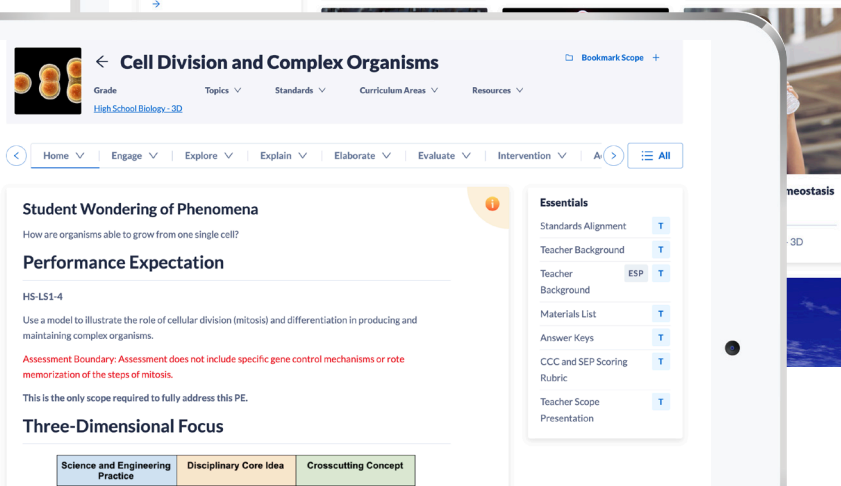 →
← Cell Division and Complex Organisms
Bookmark Scope +
Grade
Topics
Standards
Curriculum Areas
Resources
High School Biology - 3D
< Home
Engage
Explore
Explain
Elaborate
Evaluate
Intervention
>
All
Student Wondering of Phenomena
How are organisms able to grow from one single cell?
Performance Expectation
HS-LS1-4
Use a model to illustrate the role of cellular division (mitosis) and differentiation in producing and
maintaining complex organisms.
Assessment Boundary: Assessment does not include specific gene control mechanisms or rote
memorization of the steps of mitosis.
This is the only scope required to fully address this PE.
Three-Dimensional Focus
Science and Engineering
Practice
Disciplinary Core Idea
Crosscutting Concept
i
Essentials
Standards Alignment T
Teacher Background T
Teacher ESP T
Background
Materials List T
Answer Keys T
CCC and SEP Scoring T
Rubric
Teacher Scope T
Presentation
meostasis
- 3D